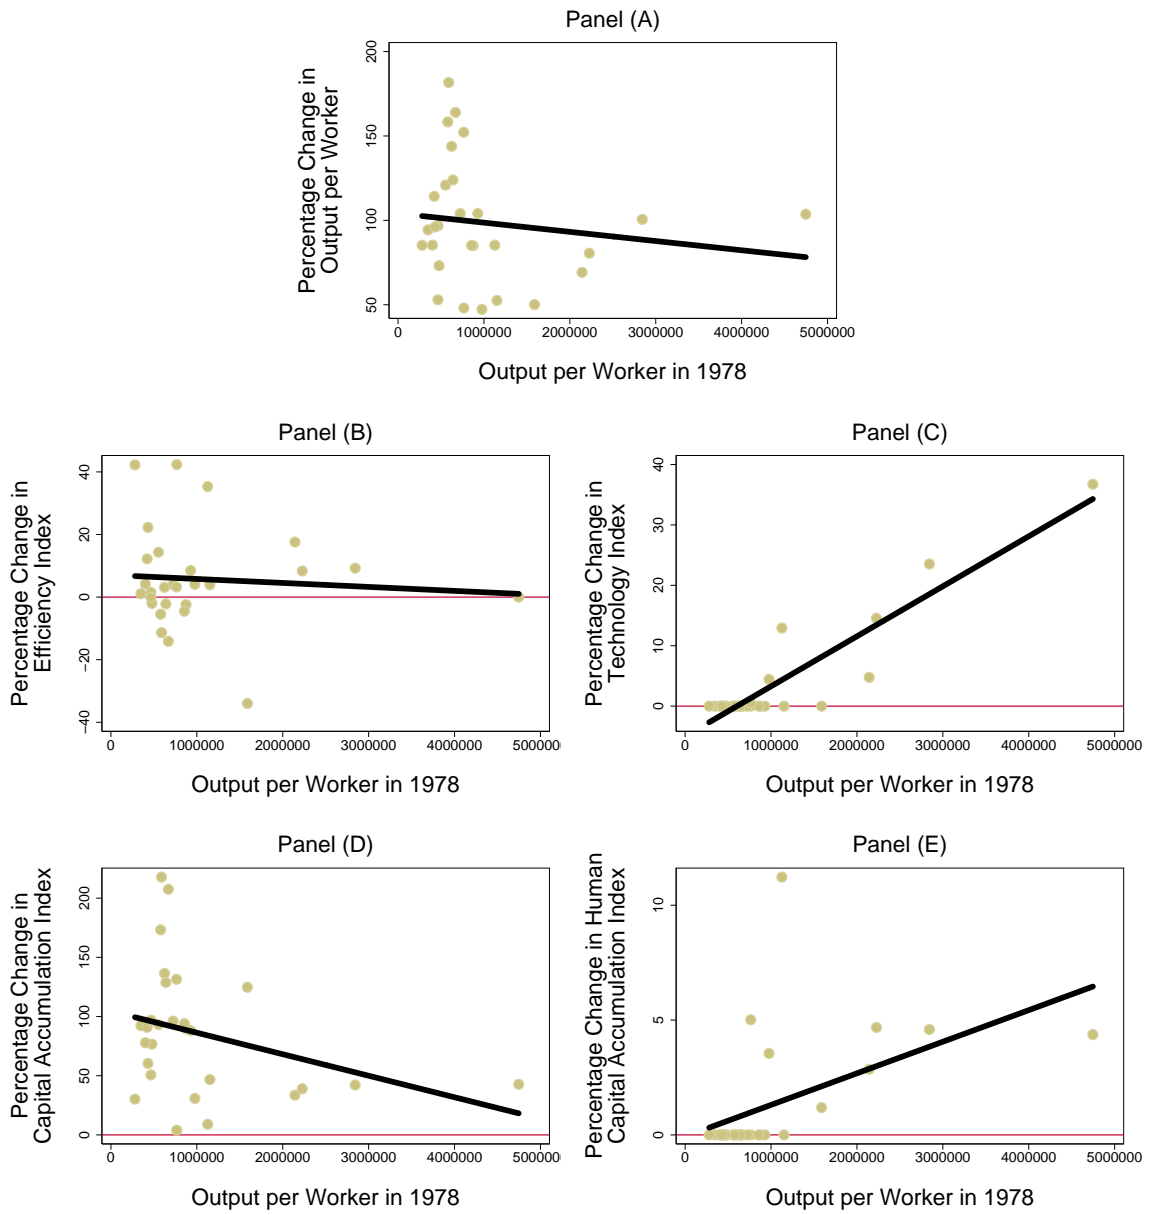 Panel (A)
Percentage Change in
Output per Worker
200
150
100
50
0 1000000 2000000 3000000 4000000 5000000
Output per Worker in 1978
Panel (B)
Percentage Change in
Efficiency Index
40
20
0
−20
−40
0 1000000 2000000 3000000 4000000 5000000
Output per Worker in 1978
Panel (C)
Percentage Change in
Technology Index
40
30
20
10
0
0 1000000 2000000 3000000 4000000 5000000
Output per Worker in 1978
Panel (D)
Percentage Change in
Capital Accumulation Index
200
150
100
50
0
0 1000000 2000000 3000000 4000000 5000000
Output per Worker in 1978
Panel (E)
Percentage Change in Human
Capital Accumulation Index
10
5
0
0 1000000 2000000 3000000 4000000 5000000
Output per Worker in 1978